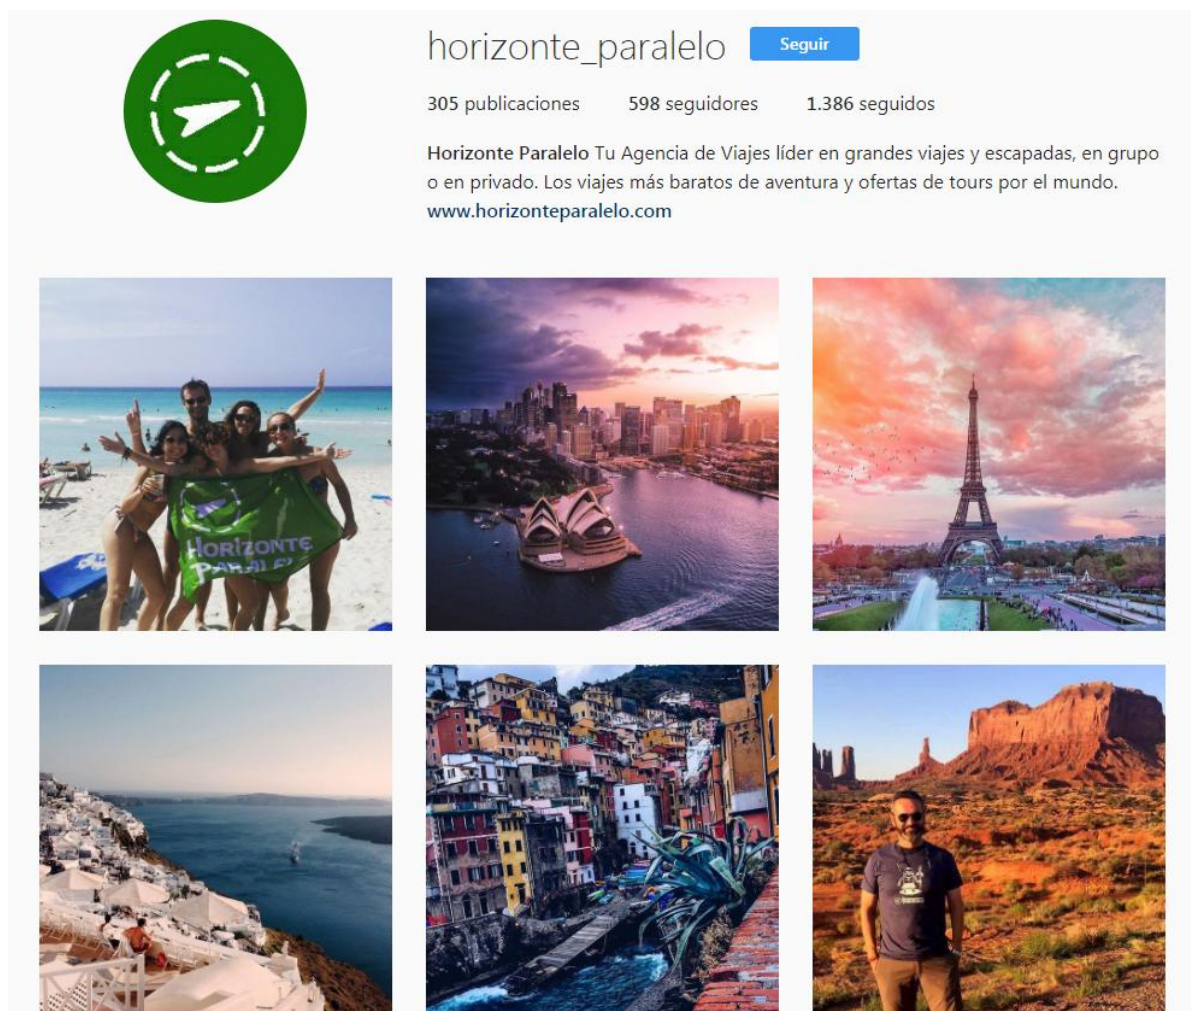 horizonte_paralelo Seguir
305 publicaciones 598 seguidores 1.386 seguidos
Horizonte Paralelo Tu Agencia de Viajes líder en grandes viajes y escapadas, en grupo
o en privado. Los viajes más baratos de aventura y ofertas de tours por el mundo.
www.horizonteparalelo.com
HORIZONTE